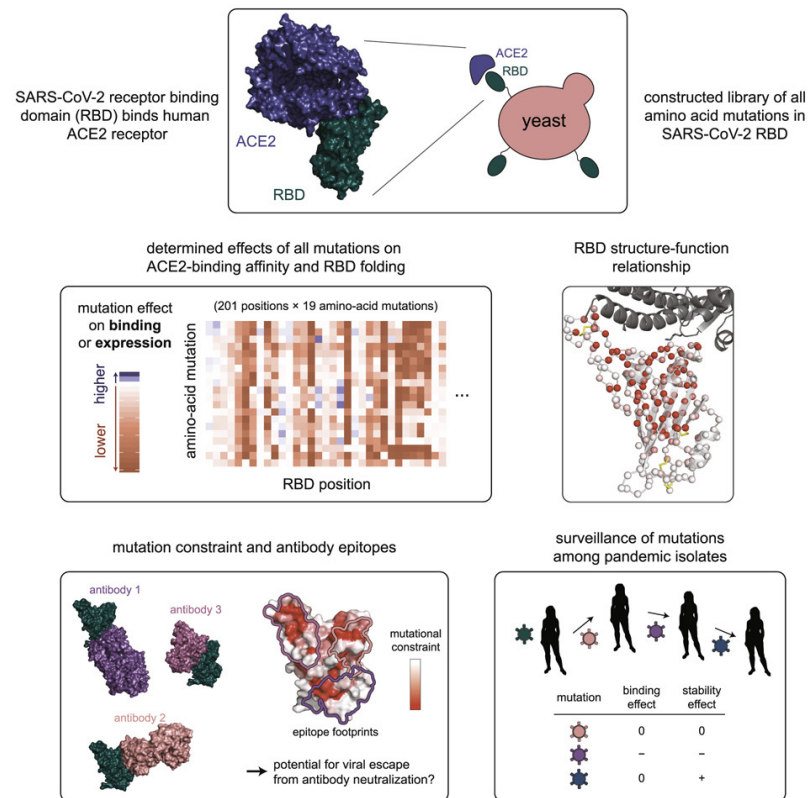 SARS-CoV-2 receptor binding
domain (RBD) binds human
ACE2 receptor
ACE2
RBD
ACE2
RBD
yeast
constructed library of all
amino acid mutations in
SARS-CoV-2 RBD
determined effects of all mutations on
ACE2-binding affinity and RBD folding
mutation effect
on binding
or expression
higher
lower
(201 positions × 19 amino-acid mutations)
amino-acid mutation
...
RBD position
RBD structure-function
relationship
mutation constraint and antibody epitopes
antibody 1
antibody 3
antibody 2
mutational
constraint
epitope footprints
potential for viral escape
from antibody neutralization?
surveillance of mutations
among pandemic isolates
mutation
binding
effect
stability
effect
0 0
– –
0 +